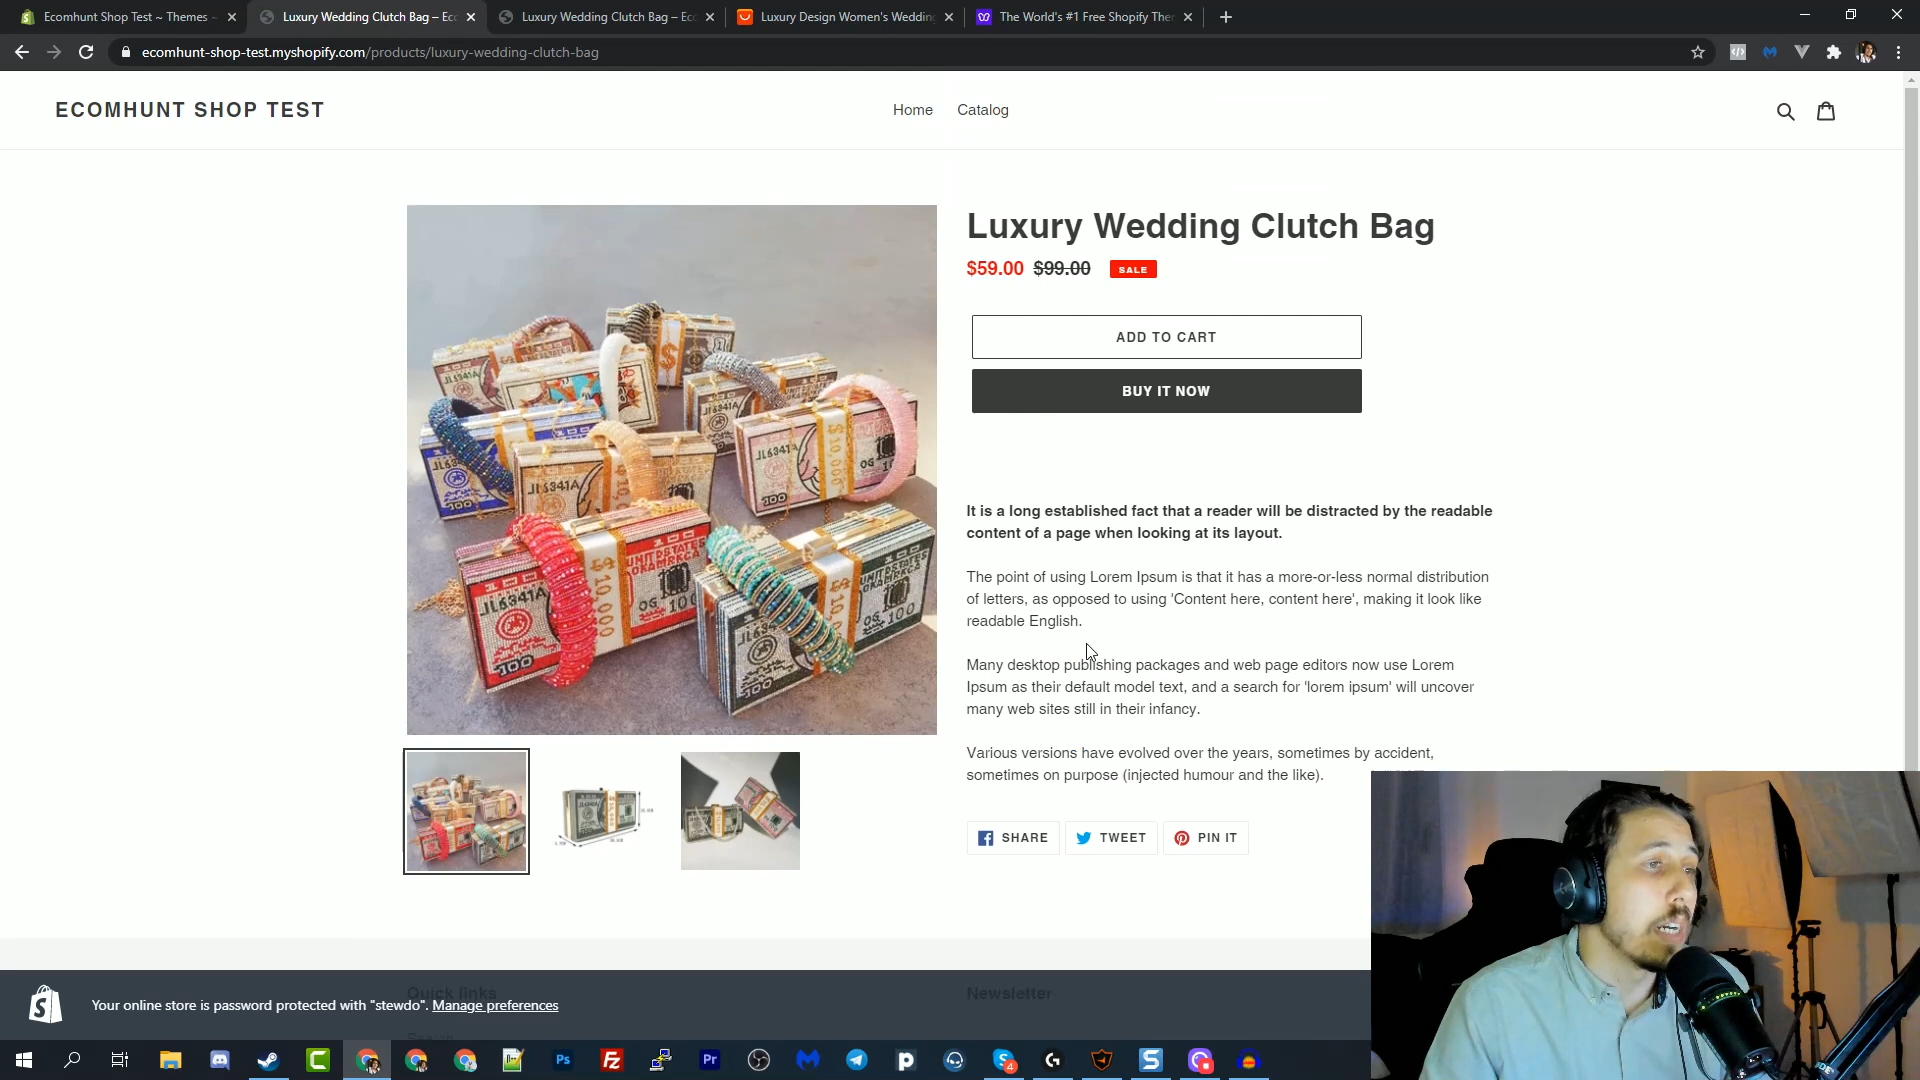 Ecomhunt Shop Test ~ Themes ~
Luxury Wedding Clutch Bag – Ec
Luxury Wedding Clutch Bag – Ec
Luxury Design Women's Wedding
The World's #1 Free Shopify The
ecomhunt-shop-test.myshopify.com/products/luxury-wedding-clutch-bag
ECOMHUNT SHOP TEST
Home
Catalog
Luxury Wedding Clutch Bag
$59.00 $99.00 SALE
ADD TO CART
BUY IT NOW
It is a long established fact that a reader will be distracted by the readable
content of a page when looking at its layout.
The point of using Lorem Ipsum is that it has a more-or-less normal distribution
of letters, as opposed to using 'Content here, content here', making it look like
readable English.
Many desktop publishing packages and web page editors now use Lorem
Ipsum as their default model text, and a search for 'lorem ipsum' will uncover
many web sites still in their infancy.
Various versions have evolved over the years, sometimes by accident,
sometimes on purpose (injected humour and the like).
SHARE
TWEET
PIN IT
Quick links
Newsletter
Your online store is password protected with "stewdo". Manage preferences